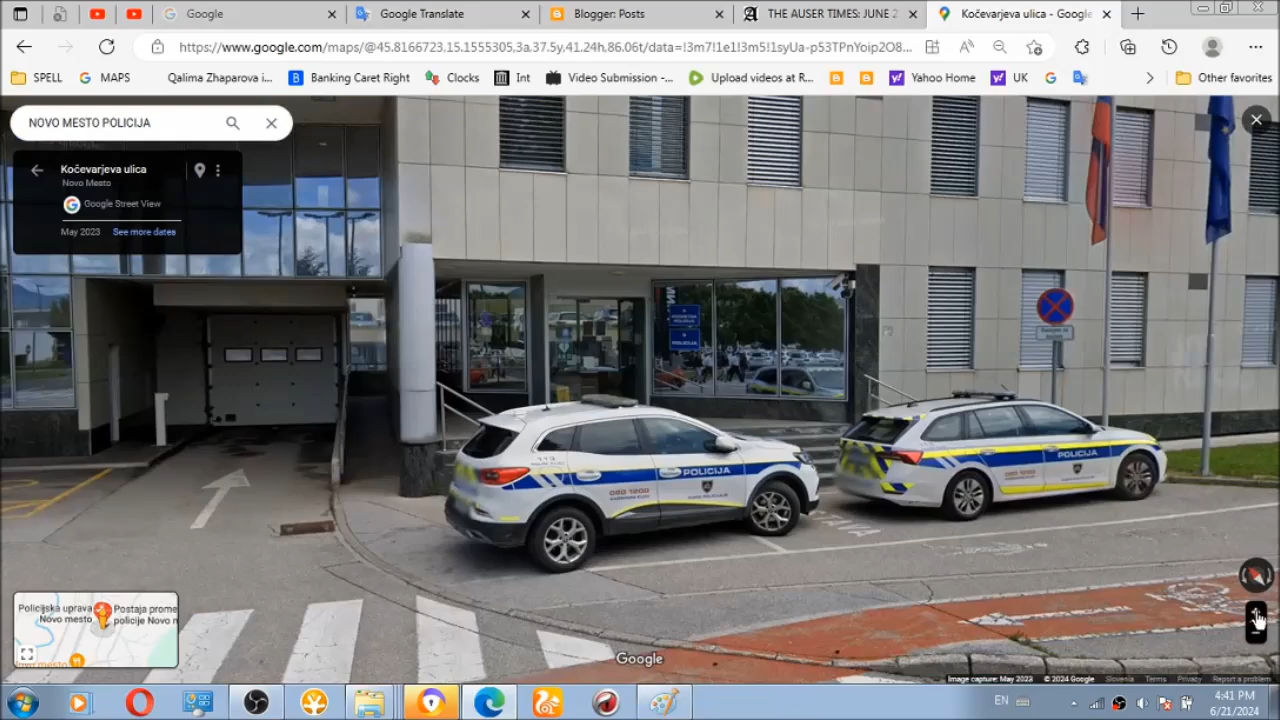 Google
Google Translate
Blogger: Posts
THE AUSER TIMES: JUNE 2
Kočevarjeva ulica - Google
https://www.google.com/maps/@45.8166723,15.1555305,3a,37.5y,41.24h,86.06t/data=!3m7!1e1!3m5!1syUa-p53TPnYoip2O8...
SPELL
MAPS
Qalima Zhaparova i...
Banking Caret Right
Clocks
Int
Video Submission -...
Upload videos at R...
Yahoo Home
UK
Other favorites
NOVO MESTO POLICIJA
Kočevarjeva ulica
Novo Mesto
Google Street View
May 2023 See more dates
POLICIJA
POLICIJA
POLICIJA
113
080 1200
Policijska uprava
Novo mesto
Postaja prome
policije Novo m
Google
Image capture: May 2023 © 2024 Google Slovenia Terms Privacy Report a problem
EN
4:41 PM
6/21/2024